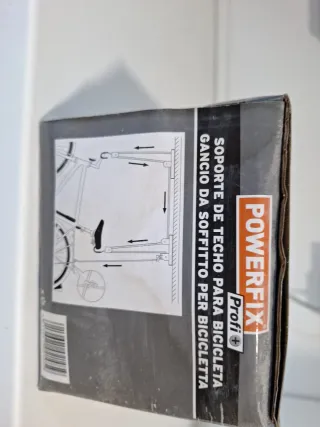 POWERFIX
Profi +
SOPORTE DE TECHO PARA BICICLETA
GANCIO DA SOFFITTO PER BICICLETTA